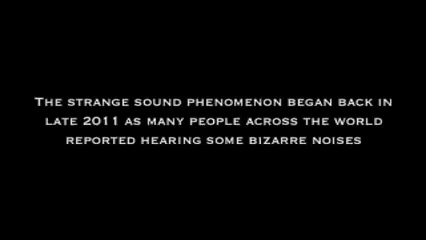 The strange sound phenomenon began back in
late 2011 as many people across the world
reported hearing some bizarre noises